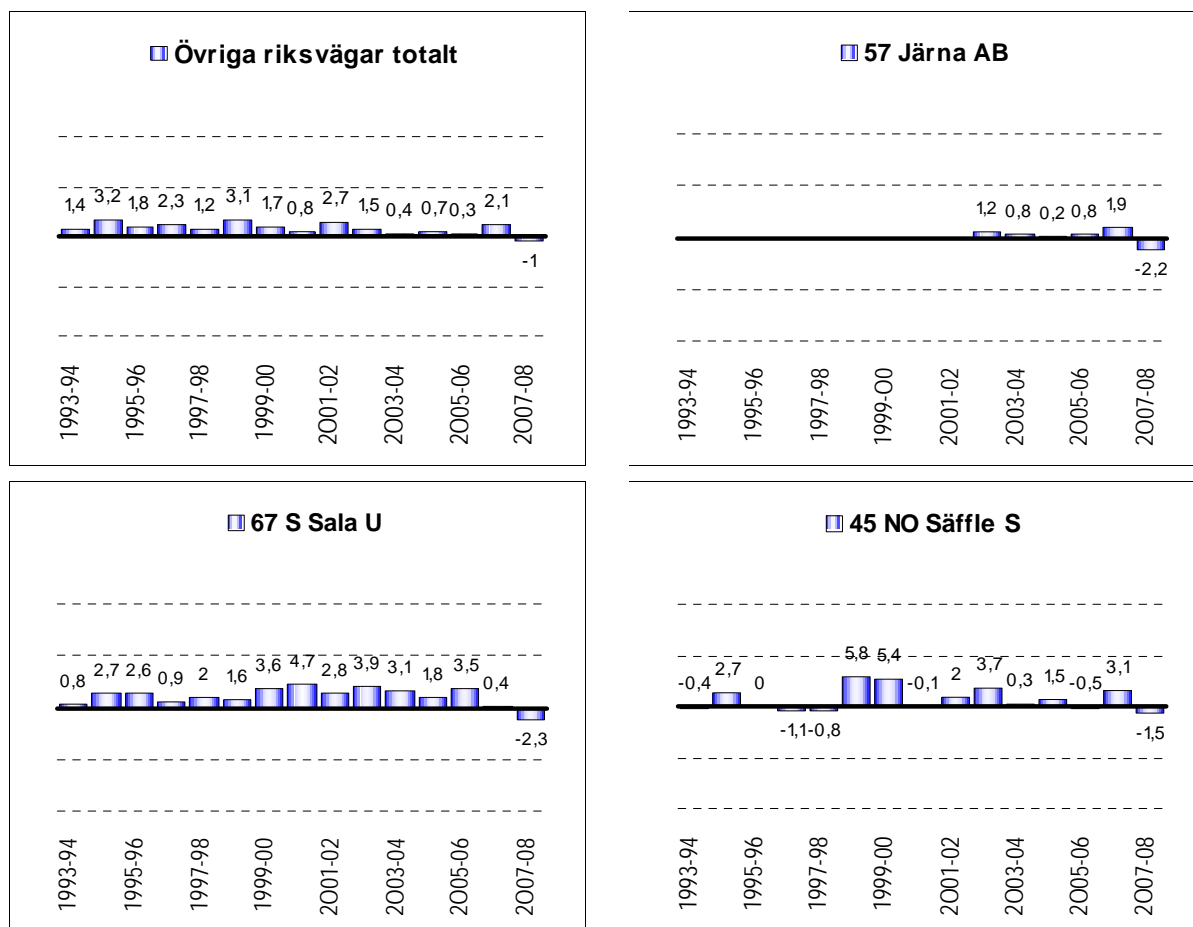 Övriga riksvägar totalt
1,4 3,2 1,8 2,3 1,2 3,1 1,7 0,8 2,7 1,5 0,4 0,7 0,3 2,1 -1
1993-94 1995-96 1997-98 1999-00 2001-02 2003-04 2005-06 2007-08
57 Järna AB
1,2 0,8 0,2 0,8 1,9 -2,2
1993-94 1995-96 1997-98 1999-00 2001-02 2003-04 2005-06 2007-08
67 S Sala U
0,8 2,7 2,6 0,9 2 1,6 3,6 4,7 2,8 3,9 3,1 1,8 3,5 0,4 -2,3
1993-94 1995-96 1997-98 1999-00 2001-02 2003-04 2005-06 2007-08
45 NO Säffle S
-0,4 2,7 0 -1,1 -0,8 5,8 5,4 -0,1 2 3,7 0,3 1,5 -0,5 3,1 -1,5
1993-94 1995-96 1997-98 1999-00 2001-02 2003-04 2005-06 2007-08